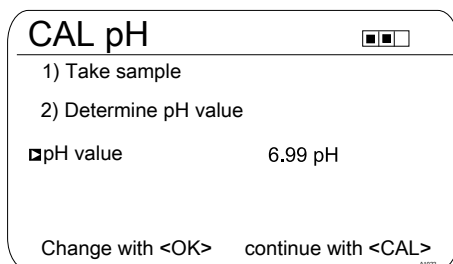 CAL pH
1) Take sample
2) Determine pH value
pH value 6.99 pH
Change with <OK> continue with <CAL>